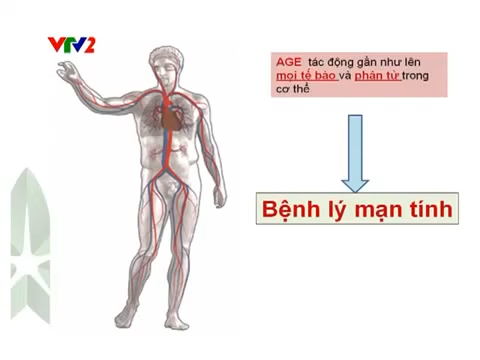 VTV2
AGE tác động gần như lên
mọi tế bào và phân tử trong
cơ thể
Bệnh lý mạn tính